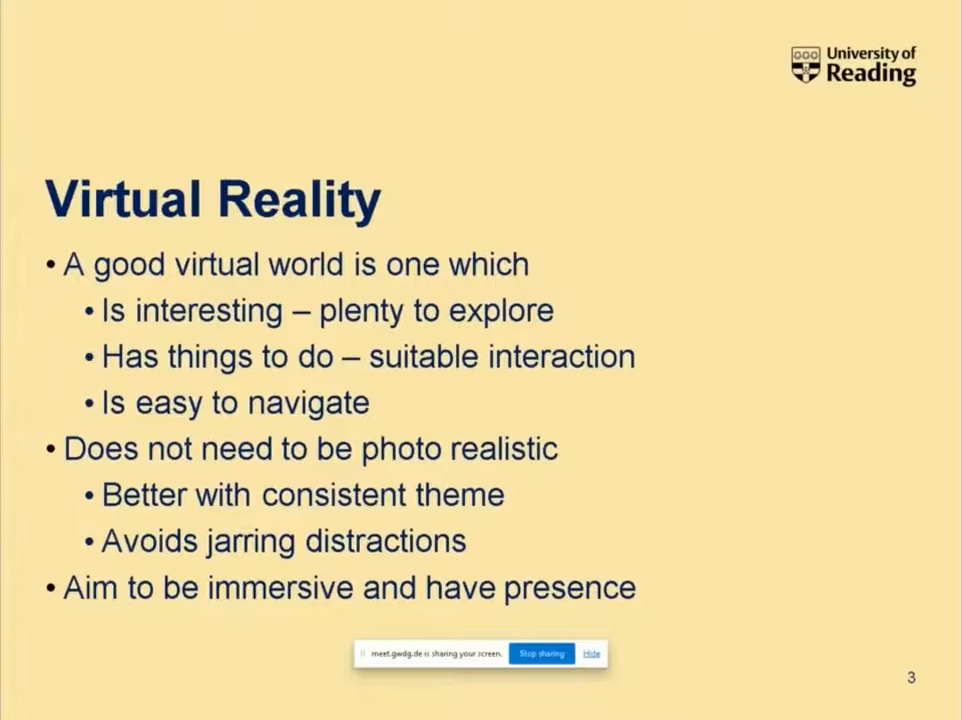 University of
Reading
Virtual Reality
• A good virtual world is one which
• Is interesting – plenty to explore
• Has things to do – suitable interaction
• Is easy to navigate
• Does not need to be photo realistic
• Better with consistent theme
• Avoids jarring distractions
• Aim to be immersive and have presence
meet.gwdg.de is sharing your screen. Stop sharing Hide
3